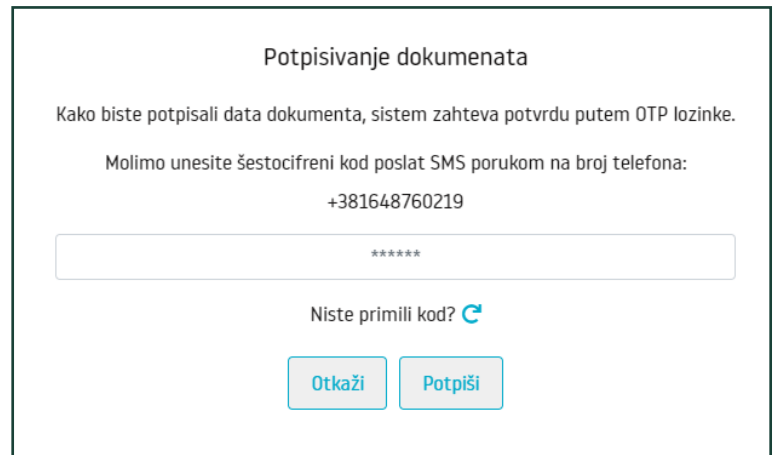 Potpisivanje dokumenata
Kako biste potpisali data dokumenta, sistem zahteva potvrdu putem OTP lozinke.
Molimo unesite šestocifreni kod poslat SMS porukom na broj telefona:
+381648760219
******
Niste primili kod?
Otkaži Potpiši